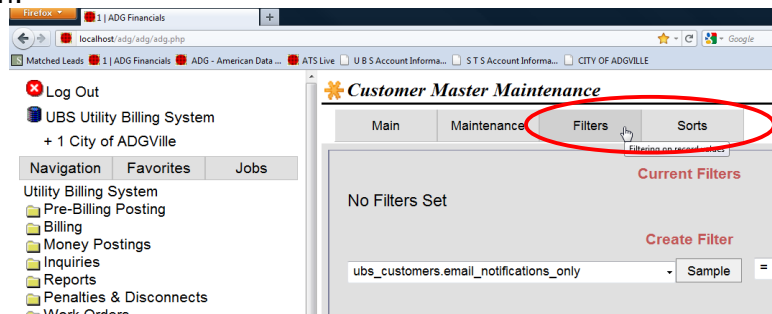 Firefox
1 | ADG Financials
+
localhost/adg/adg/adg.php
Google
Matched Leads 1 | ADG Financials ADG - American Data ... ATS Live U B S Account Informa... S T S Account Informa... CITY OF ADGVILLE
Log Out
UBS Utility Billing System
+ 1 City of ADGVille
Navigation Favorites Jobs
Utility Billing System
Pre-Billing Posting
Billing
Money Postings
Inquiries
Reports
Penalties & Disconnects
Work Orders
Customer Master Maintenance
Main Maintenance Filters Sorts
Filtering on record values
Current Filters
No Filters Set
Create Filter
ubs_customers.email_notifications_only Sample =